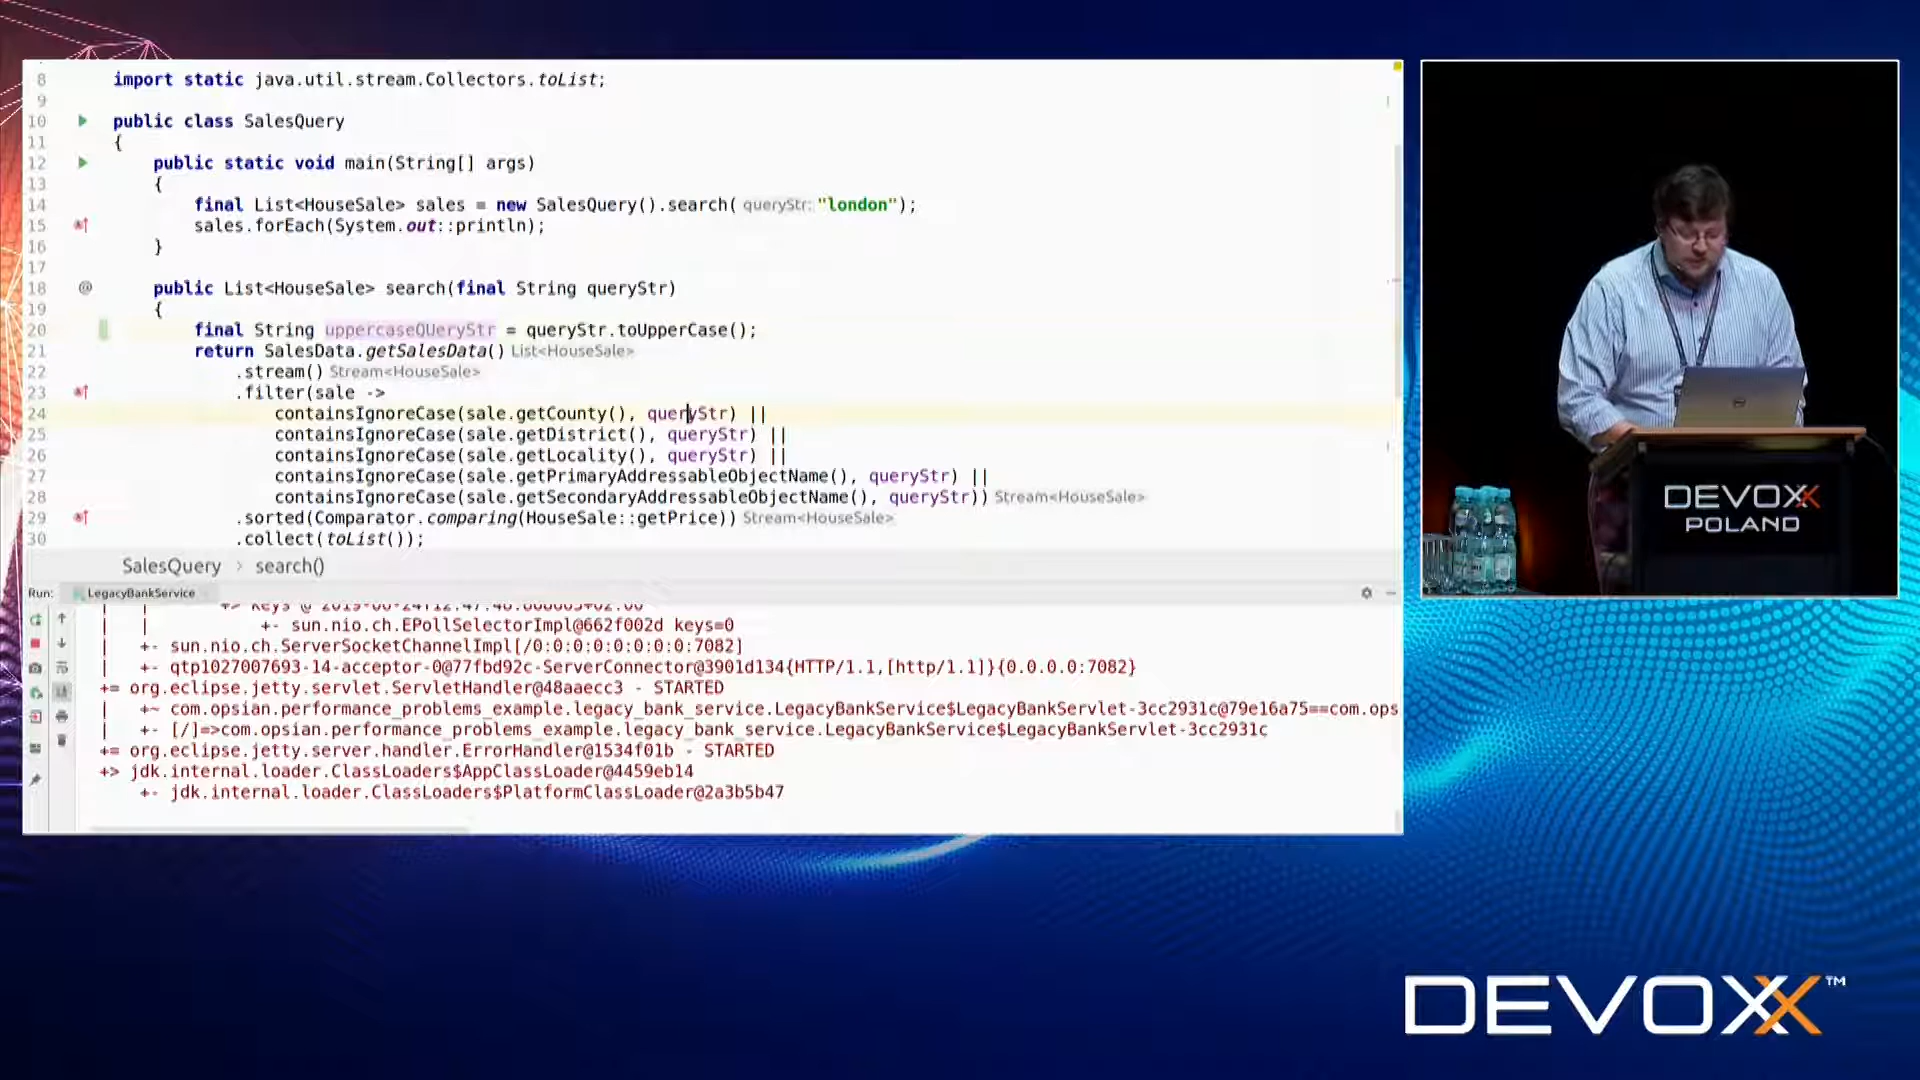 8 import static java.util.stream.Collectors.toList;
9
10 public class SalesQuery
11 {
12 public static void main(String[] args)
13 {
14 final List<HouseSale> sales = new SalesQuery().search( queryStr: "london");
15 sales.forEach(System.out::println);
16 }
17
18 @ public List<HouseSale> search(final String queryStr)
19 {
20 final String uppercaseQUeryStr = queryStr.toUpperCase();
21 return SalesData.getSalesData() List<HouseSale>
22 .stream() Stream<HouseSale>
23 .filter(sale ->
24 containsIgnoreCase(sale.getCounty(), queryStr) ||
25 containsIgnoreCase(sale.getDistrict(), queryStr) ||
26 containsIgnoreCase(sale.getLocality(), queryStr) ||
27 containsIgnoreCase(sale.getPrimaryAddressableObjectName(), queryStr) ||
28 containsIgnoreCase(sale.getSecondaryAddressableObjectName(), queryStr)) Stream<HouseSale>
29 .sorted(Comparator.comparing(HouseSale::getPrice)) Stream<HouseSale>
30 .collect(toList());
SalesQuery > search()
Run: LegacyBankService
| | +- sun.nio.ch.EPollSelectorImpl@662f002d keys=0
| +- sun.nio.ch.ServerSocketChannelImpl[/0:0:0:0:0:0:0:0:7082]
| +- qtp1027007693-14-acceptor-0@77fbd92c-ServerConnector@3901d134{HTTP/1.1,[http/1.1]}{0.0.0.0:7082}
+= org.eclipse.jetty.servlet.ServletHandler@48aaecc3 - STARTED
| +~ com.opsian.performance_problems_example.legacy_bank_service.LegacyBankService$LegacyBankServlet-3cc2931c@79e16a75==com.ops
| +- [/]=>com.opsian.performance_problems_example.legacy_bank_service.LegacyBankService$LegacyBankServlet-3cc2931c
+= org.eclipse.jetty.server.handler.ErrorHandler@1534f01b - STARTED
+> jdk.internal.loader.ClassLoaders$AppClassLoader@4459eb14
+- jdk.internal.loader.ClassLoaders$PlatformClassLoader@2a3b5b47
DEVOXX
POLAND
DEVOXX™